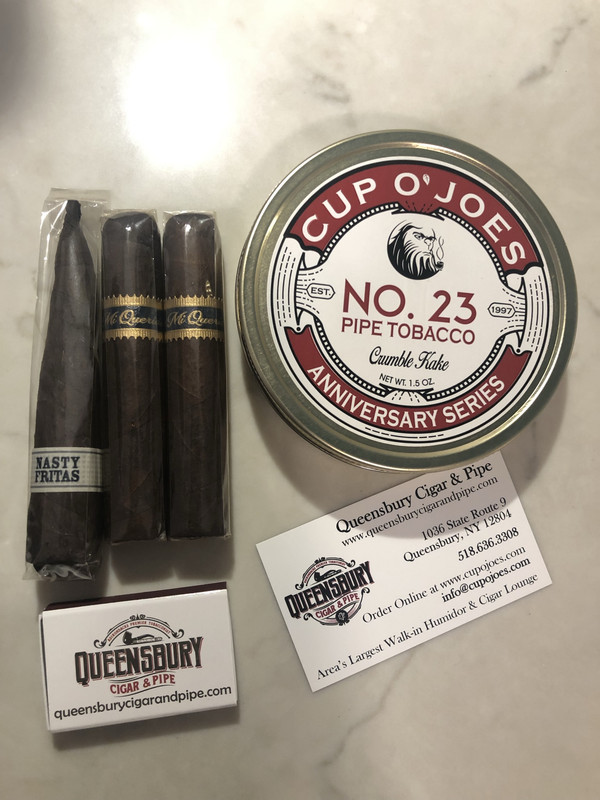 CUP O' JOES
EST.
1997
NO. 23
PIPE TOBACCO
Crumble Kake
NET WT. 1.5 OZ.
ANNIVERSARY SERIES
NASTY
FRITAS
Mi Quer
Mi Quer
Queensbury Cigar & Pipe
www.queensburycigarandpipe.com
1036 State Route 9
Queensbury, NY 12804
518.636.3308
Order Online at www.cupojoes.com
info@cupojoes.com
Area's Largest Walk-in Humidor & Cigar Lounge
QUEENSBURY
CIGAR & PIPE
QUEENSBURY
CIGAR & PIPE
queensburycigarandpipe.com